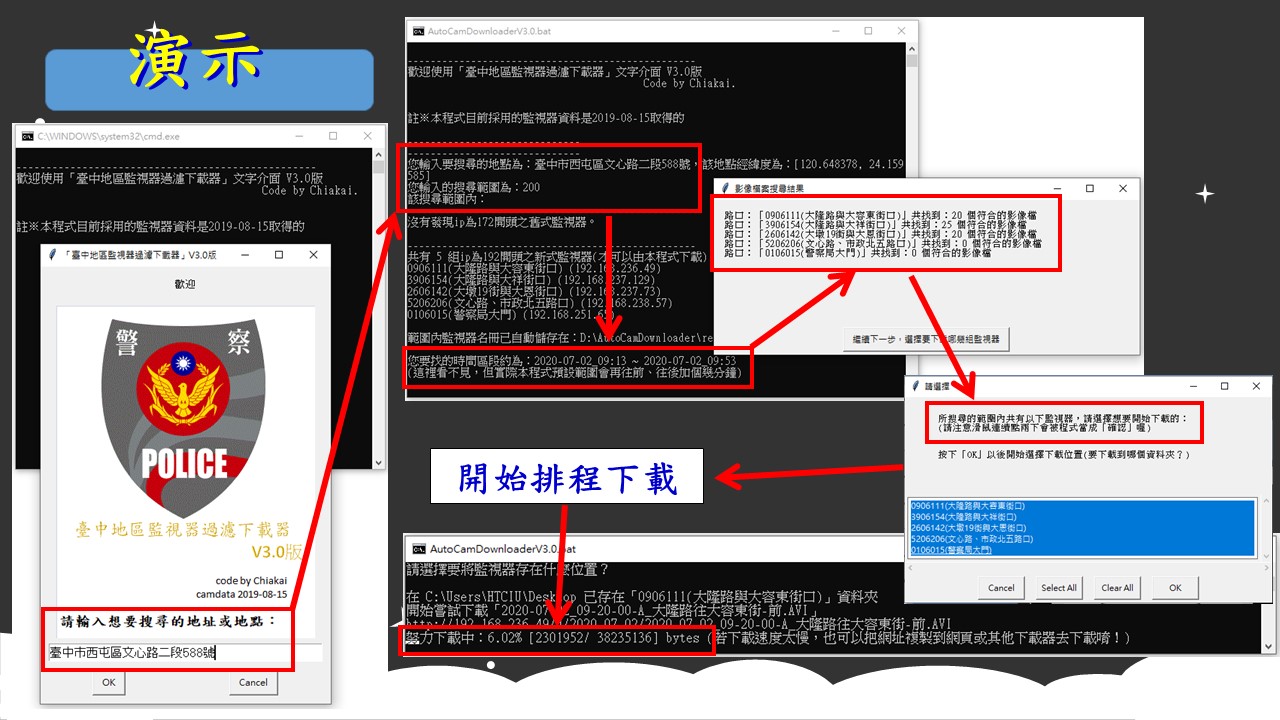 演示
C:\WINDOWS\system32\cmd.exe
歡迎使用「臺中地區監視器過濾下載器」文字介面 V3.0版
Code by Chiakai.
註※本程式目前採用的監視器資料是2019-08-15取得的
「臺中地區監視器過濾下載器」V3.0版
歡迎
警察
POLICE
臺中地區監視器過濾下載器
V3.0版
code by Chiakai
camdata 2019-08-15
請輸入想要搜尋的地址或地點：
臺中市西屯區文心路二段588號
OK
Cancel
AutoCamDownloaderV3.0.bat
歡迎使用「臺中地區監視器過濾下載器」文字介面 V3.0版
Code by Chiakai.
註※本程式目前採用的監視器資料是2019-08-15取得的
您輸入要搜尋的地點為：臺中市西屯區文心路二段588號，該地點經緯度為：[120.648378, 24.159
585]
您輸入的搜尋範圍為：200
該搜尋範圍內：
沒有發現ip為172開頭之舊式監視器。
共有 5 組ip為192開頭之新式監視器(才可以由本程式下載)
0906111(大隆路與大容東街口) (192.168.236.49)
3906154(大隆路與大祥街口) (192.168.237.129)
2606142(大墩19街與大恩街口) (192.168.237.73)
5206206(文心路、市政北五路口) (192.168.238.57)
0106015(警察局大門) (192.168.251.6
範圍內監視器名冊已自動儲存在：D:\AutoCamDownloader\re
您要找的時間區段約為：2020-07-02_09:13 ~ 2020-07-02_09:53
(這裡看不見，但實際本程式預設範圍會再往前、往後加個幾分鐘)
影像檔案搜尋結果
路口：「0906111(大隆路與大容東街口)」共找到：20 個符合的影像檔
路口：「3906154(大隆路與大祥街口)」共找到：25 個符合的影像檔
路口：「2606142(大墩19街與大恩街口)」共找到：20 個符合的影像檔
路口：「5206206(文心路、市政北五路口)」共找到：0 個符合的影像檔
路口：「0106015(警察局大門)」共找到：0 個符合的影像檔
繼續下一步，選擇要下載哪幾組監視器
請選擇
所搜尋的範圍內共有以下監視器，請選擇想要開始下載的：
(請注意滑鼠連續點兩下會被程式當成「確認」喔)
按下「OK」以後開始選擇下載位置(要下載到哪個資料夾？)
0906111(大隆路與大容東街口)
3906154(大隆路與大祥街口)
2606142(大墩19街與大恩街口)
5206206(文心路、市政北五路口)
0106015(警察局大門)
Cancel
Select All
Clear All
OK
開始排程下載
AutoCamDownloaderV3.0.bat
請選擇要將監視器存在什麼位置？
在 C:\Users\HTCIU\Desktop 已存在「0906111(大隆路與大容東街口)」資料夾
開始嘗試下載「2020-07-02_09-20-00-A_大隆路往大容東街-前.AVI」
/2020-07-02/2020-07-02_09-20-00-A_大隆路往大容東街-前.AVI
努力下載中：6.02% [2301952/ 38235136] bytes (若下載速度太慢，也可以把網址複製到網頁或其他下載器去下載唷！)